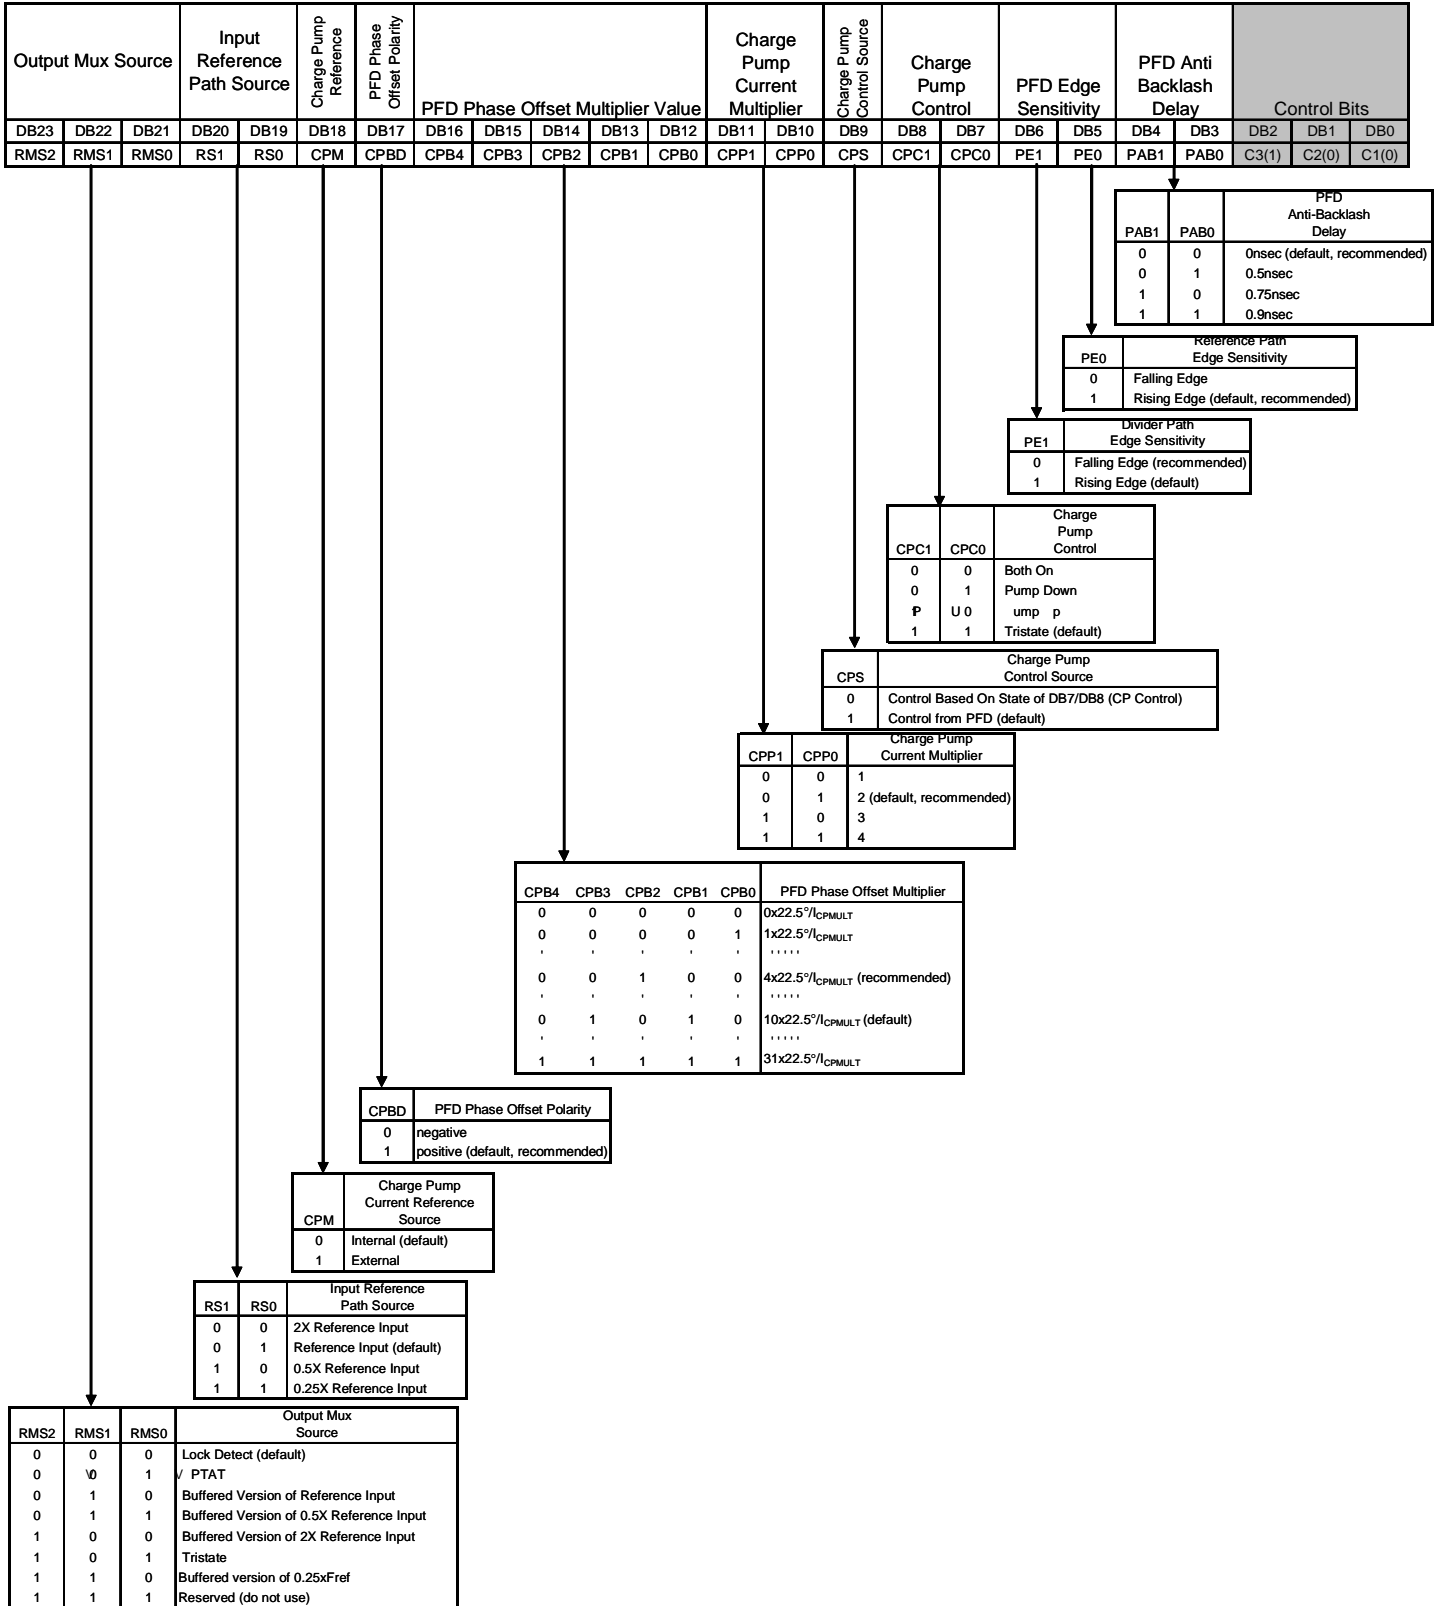 Output Mux Source
Input
Reference
Path Source
Charge Pump
Reference
PFD Phase
Offset Polarity
PFD Phase Offset Multiplier Value
Charge
Pump
Current
Multiplier
Charge Pump
Control Source
Charge
Pump
Control
PFD Edge
Sensitivity
PFD Anti
Backlash
Delay
Control Bits
DB23 DB22 DB21 DB20 DB19 DB18 DB17 DB16 DB15 DB14 DB13 DB12 DB11 DB10 DB9 DB8 DB7 DB6 DB5 DB4 DB3 DB2 DB1 DB0
RMS2 RMS1 RMS0 RS1 RS0 CPM CPBD CPB4 CPB3 CPB2 CPB1 CPB0 CPP1 CPP0 CPS CPC1 CPC0 PE1 PE0 PAB1 PAB0 C3(1) C2(0) C1(0)
PFD
Anti-Backlash
PAB1 PAB0 Delay
0 0 0nsec (default, recommended)
0 1 0.5nsec
1 0 0.75nsec
1 1 0.9nsec
Reference Path
PE0 Edge Sensitivity
0 Falling Edge
1 Rising Edge (default, recommended)
Divider Path
PE1 Edge Sensitivity
0 Falling Edge (recommended)
1 Rising Edge (default)
Charge
Pump
CPC1 CPC0 Control
0 0 Both On
0 1 Pump Down
1P U 0 ump p
1 1 Tristate (default)
Charge Pump
CPS Control Source
0 Control Based On State of DB7/DB8 (CP Control)
1 Control from PFD (default)
Charge Pump
CPP1 CPP0 Current Multiplier
0 0 1
0 1 2 (default, recommended)
1 0 3
1 1 4
CPB4 CPB3 CPB2 CPB1 CPB0 PFD Phase Offset Multiplier
0 0 0 0 0 0x22.5°/ICPMULT
0 0 0 0 1 1x22.5°/ICPMULT
' ' ' ' ' ' ' ' ' '
0 0 1 0 0 4x22.5°/ICPMULT (recommended)
' ' ' ' ' ' ' ' ' '
0 1 0 1 0 10x22.5°/ICPMULT (default)
' ' ' ' ' ' ' ' ' '
1 1 1 1 1 31x22.5°/ICPMULT
CPBD PFD Phase Offset Polarity
0 negative
1 positive (default, recommended)
Charge Pump
Current Reference
CPM Source
0 Internal (default)
1 External
Input Reference
RS1 RS0 Path Source
0 0 2X Reference Input
0 1 Reference Input (default)
1 0 0.5X Reference Input
1 1 0.25X Reference Input
Output Mux
RMS2 RMS1 RMS0 Source
0 0 0 Lock Detect (default)
0 V0 1 V PTAT
0 1 0 Buffered Version of Reference Input
0 1 1 Buffered Version of 0.5X Reference Input
1 0 0 Buffered Version of 2X Reference Input
1 0 1 Tristate
1 1 0 Buffered version of 0.25xFref
1 1 1 Reserved (do not use)